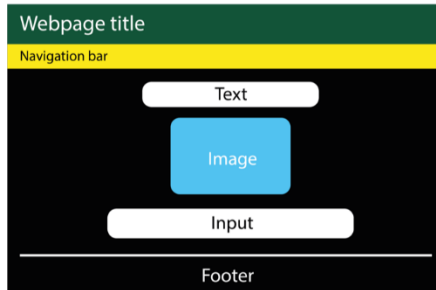 Webpage title
Navigation bar
Text
Image
Input
Footer